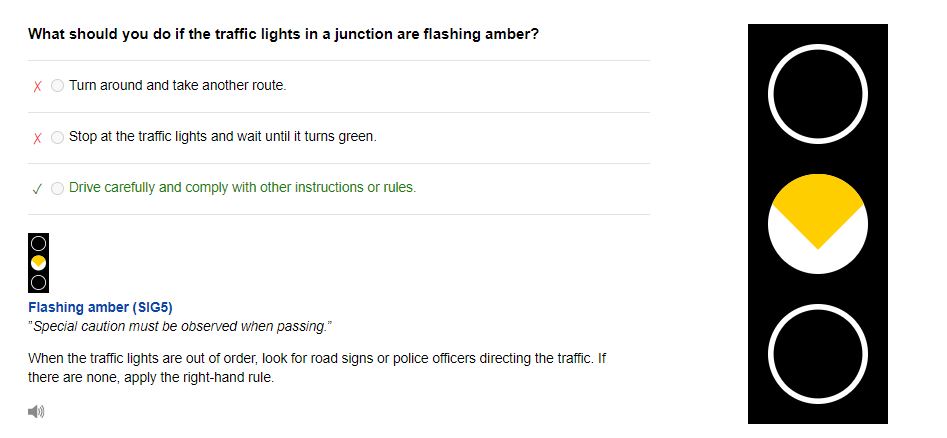 What should you do if the traffic lights in a junction are flashing amber?
Turn around and take another route.
Stop at the traffic lights and wait until it turns green.
Drive carefully and comply with other instructions or rules.
Flashing amber (SIG5)
”Special caution must be observed when passing.”
When the traffic lights are out of order, look for road signs or police officers directing the traffic. If
there are none, apply the right-hand rule.